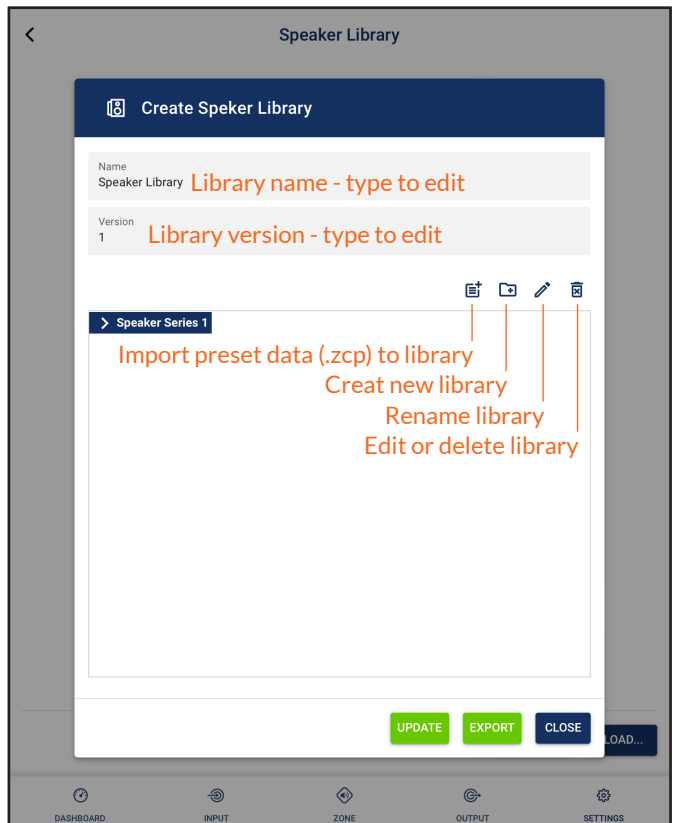 Speaker Library
Create Speker Library
Name
Speaker Library Library name - type to edit
Version
1 Library version - type to edit
Speaker Series 1
Import preset data (.zcp) to library
Creat new library
Rename library
Edit or delete library
UPDATE EXPORT CLOSE
LOAD...
DASHBOARD INPUT ZONE OUTPUT SETTINGS